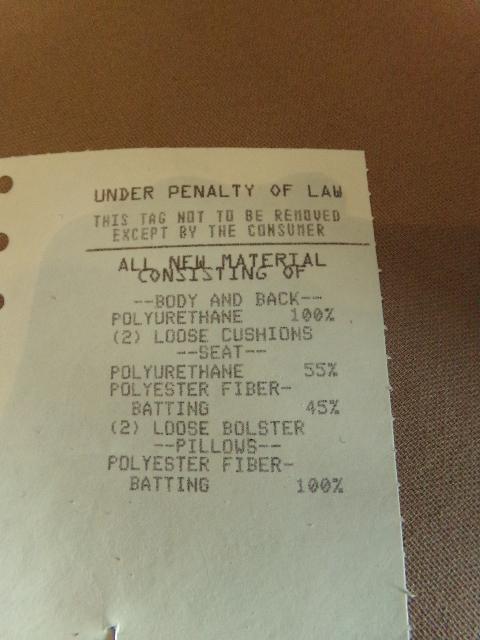 UNDER PENALTY OF LAW
THIS TAG NOT TO BE REMOVED
EXCEPT BY THE CONSUMER
ALL NEW MATERIAL
CONSISTING OF
--BODY AND BACK--
POLYURETHANE 100%
(2) LOOSE CUSHIONS
--SEAT--
POLYURETHANE 55%
POLYESTER FIBER-
BATTING 45%
(2) LOOSE BOLSTER
--PILLOWS--
POLYESTER FIBER-
BATTING 100%